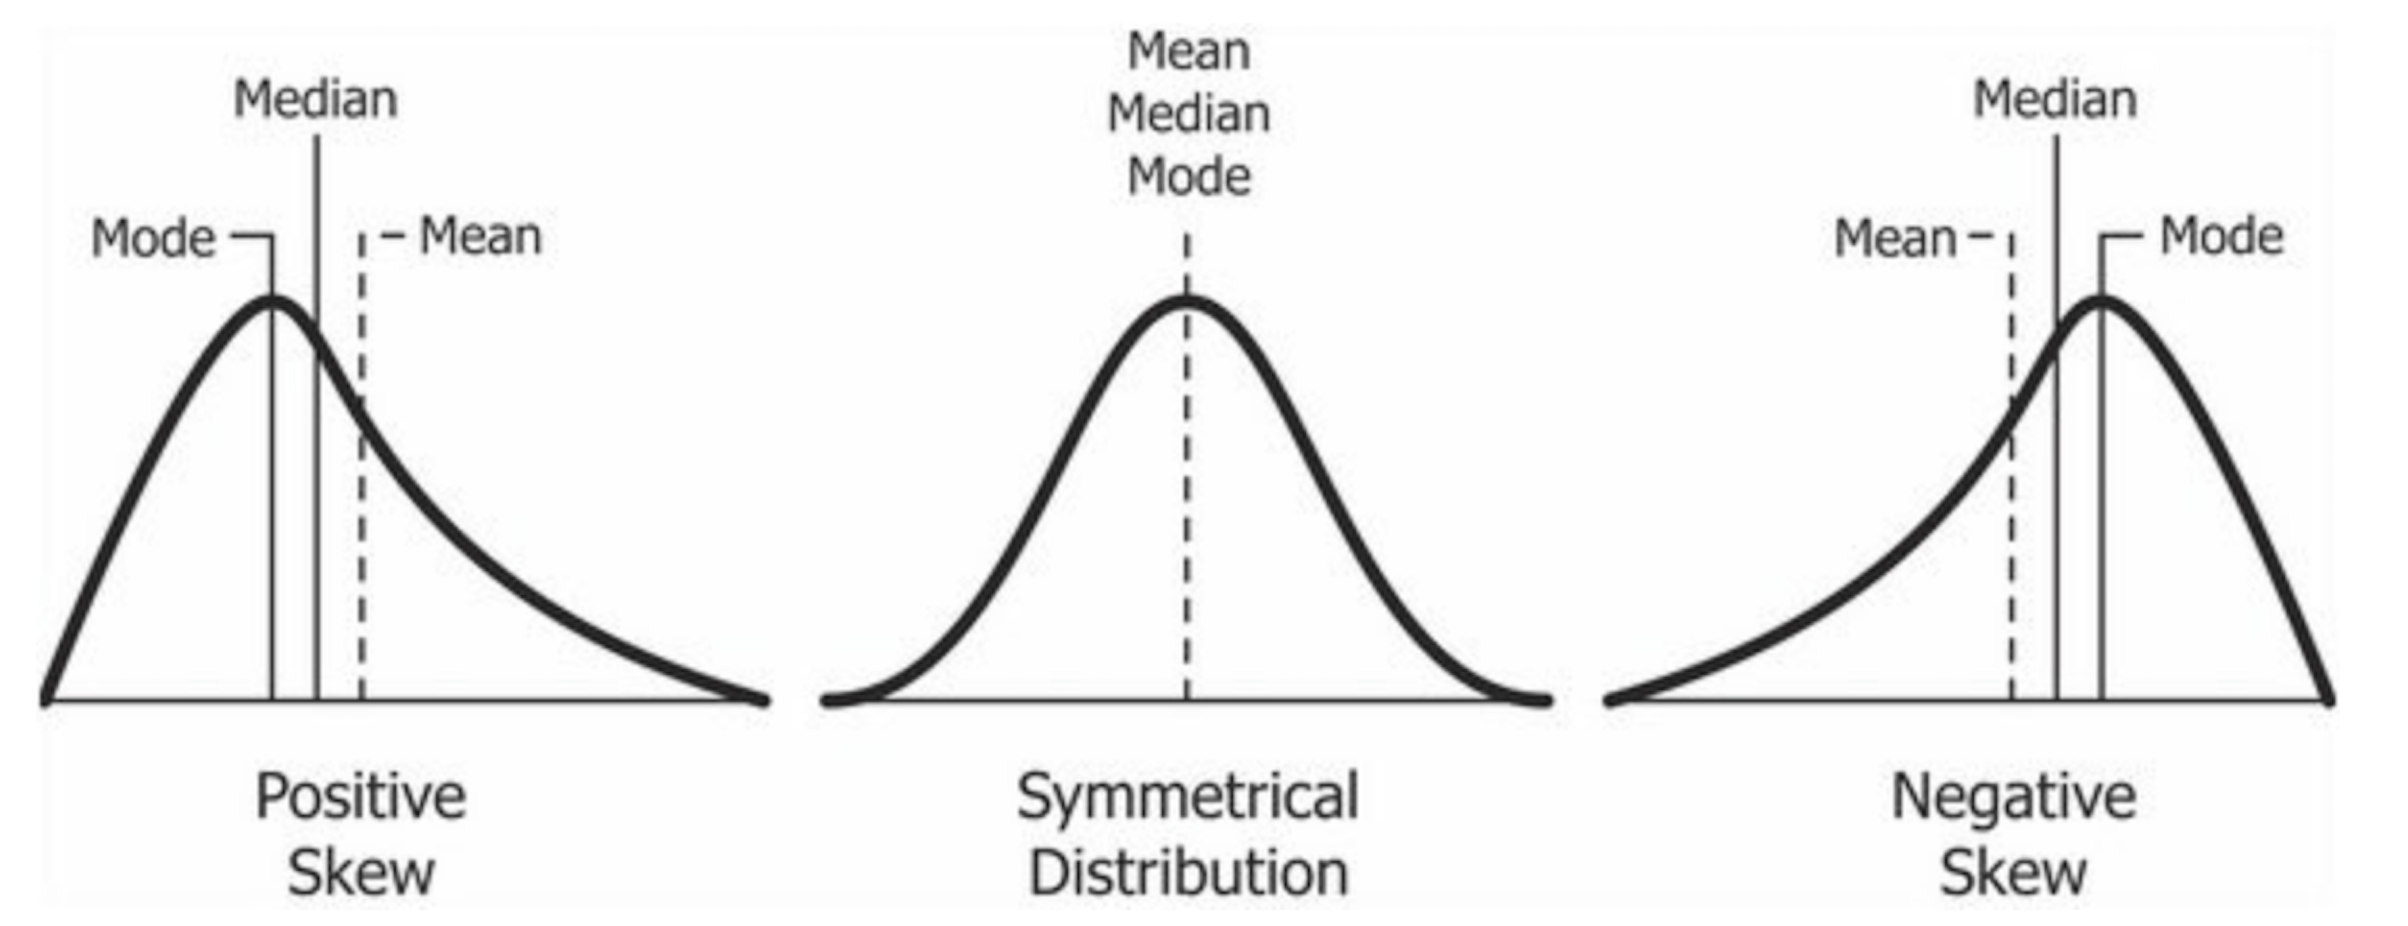 Median
Mode
Mean
Positive
Skew
Mean
Median
Mode
Symmetrical
Distribution
Median
Mean
Mode
Negative
Skew